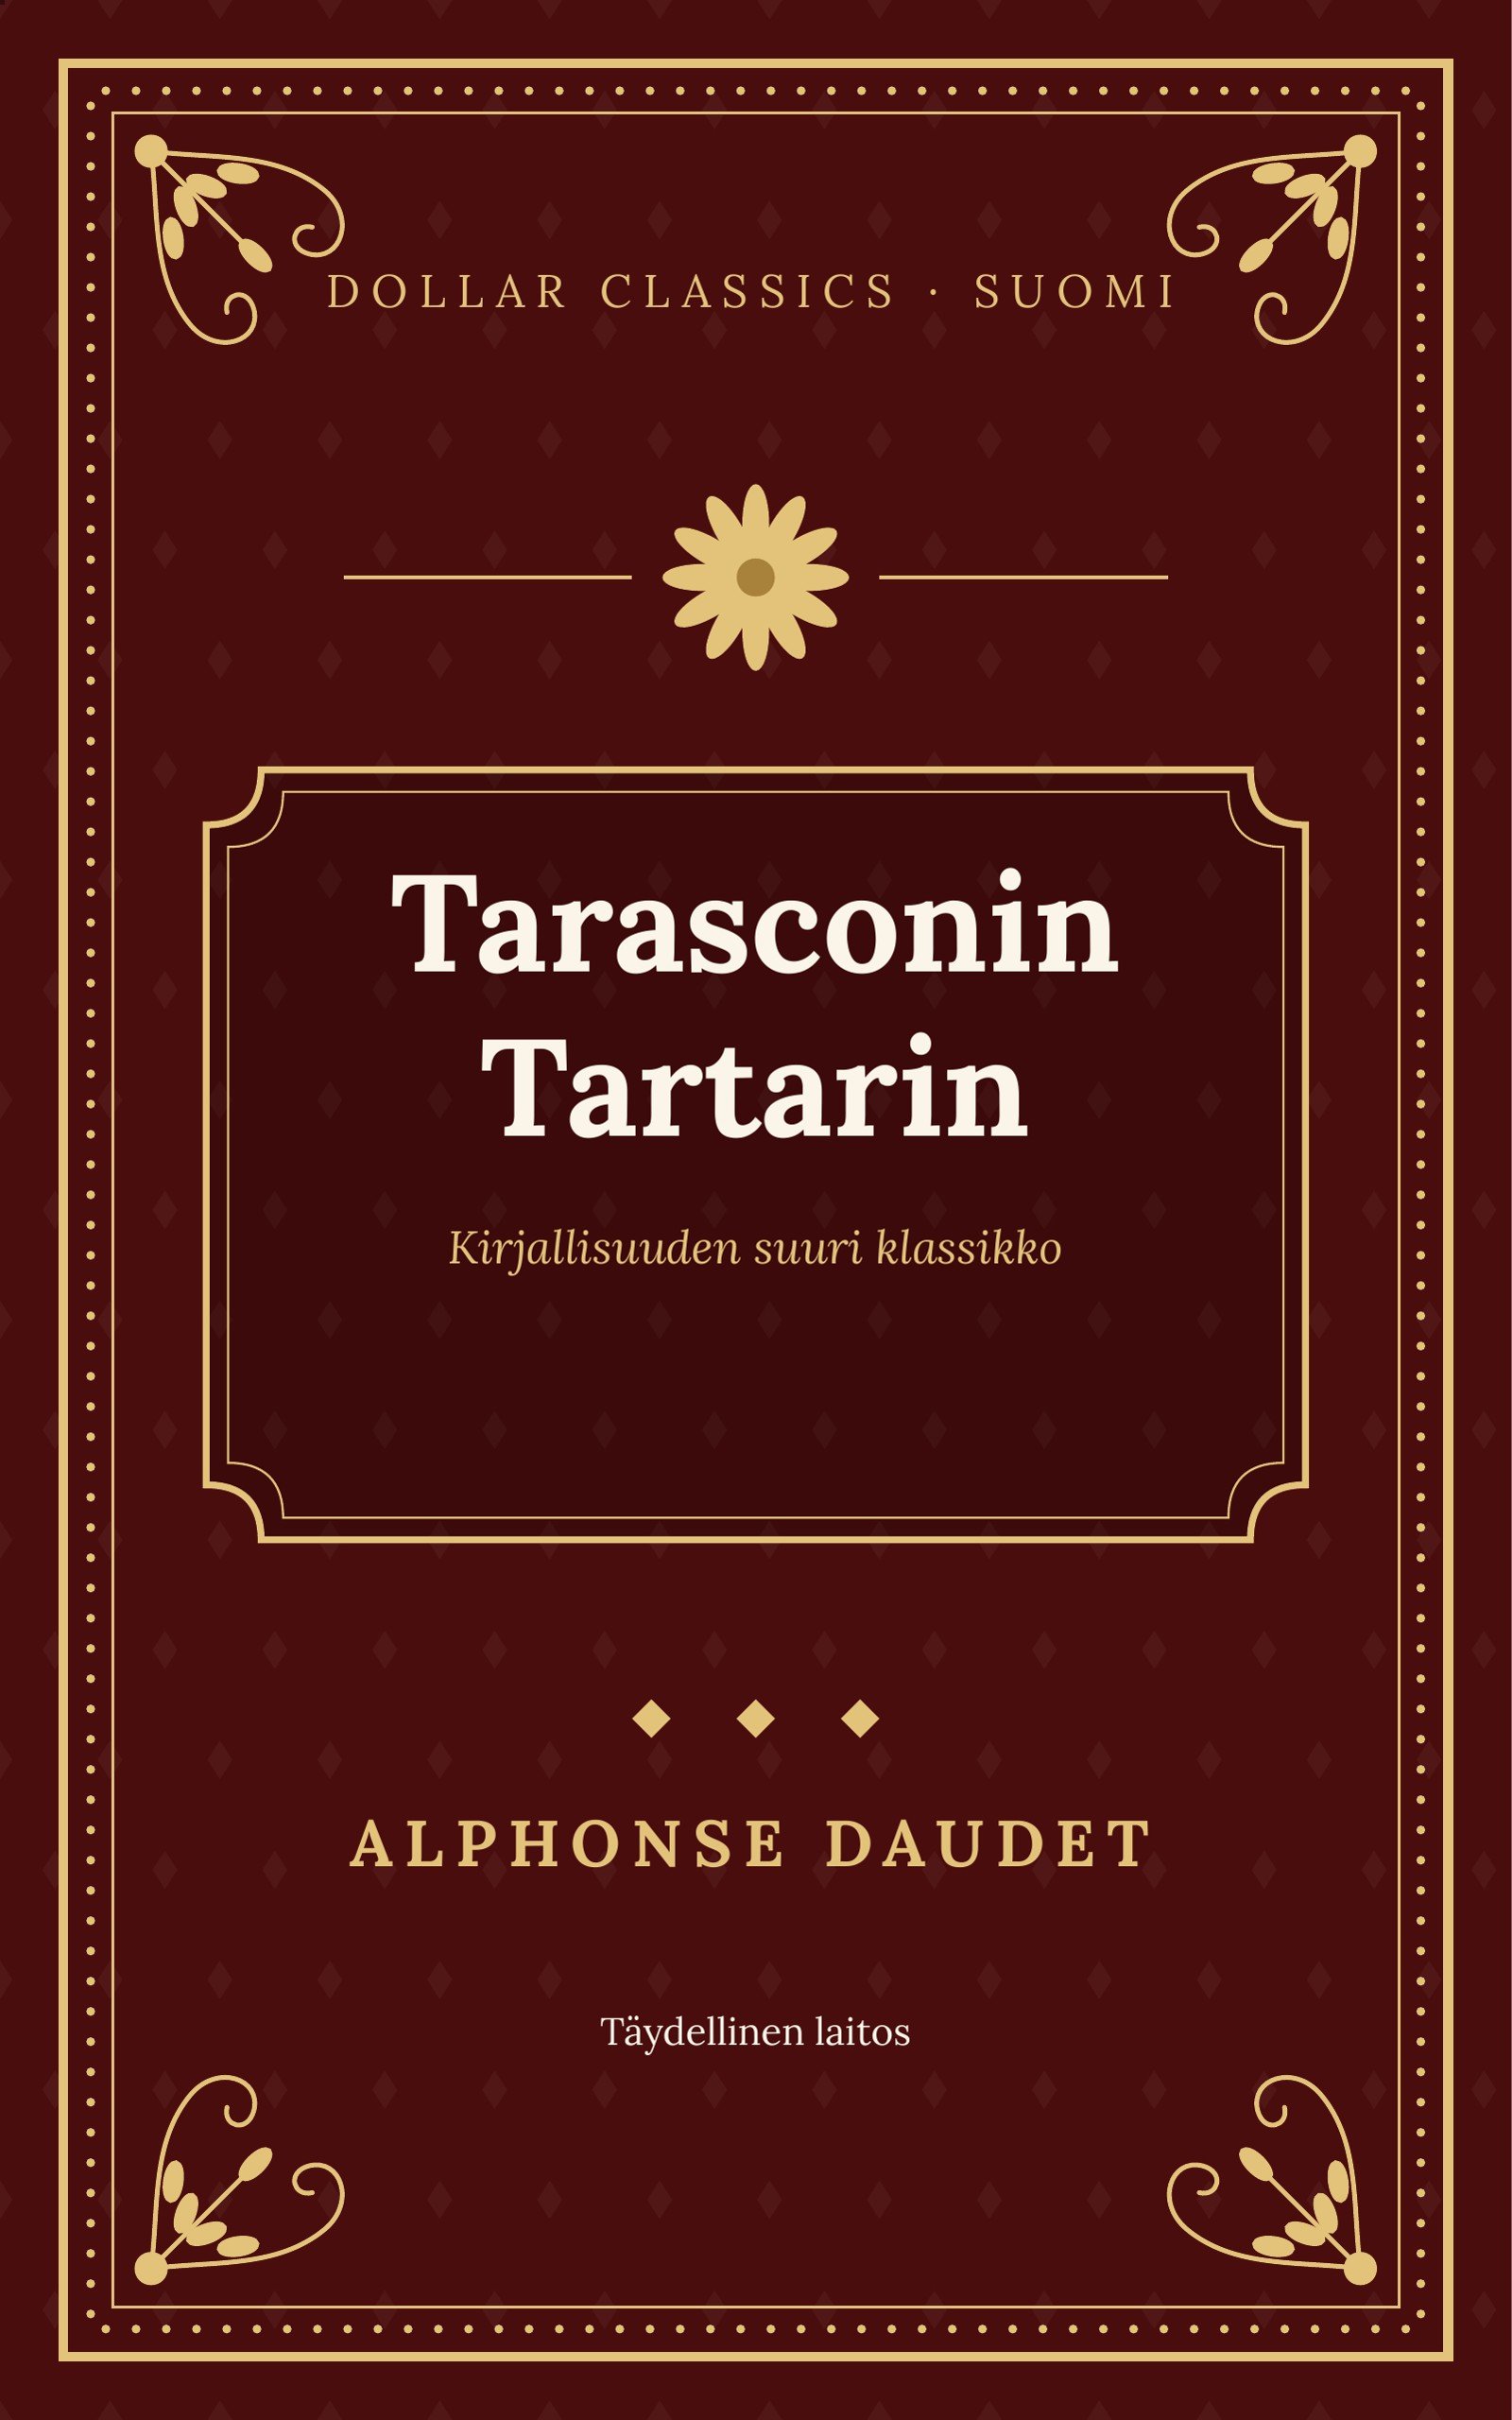 DOLLAR CLASSICS · SUOMI
Tarasconin
Tartarin
Kirjallisuuden suuri klassikko
ALPHONSE DAUDET
Täydellinen laitos